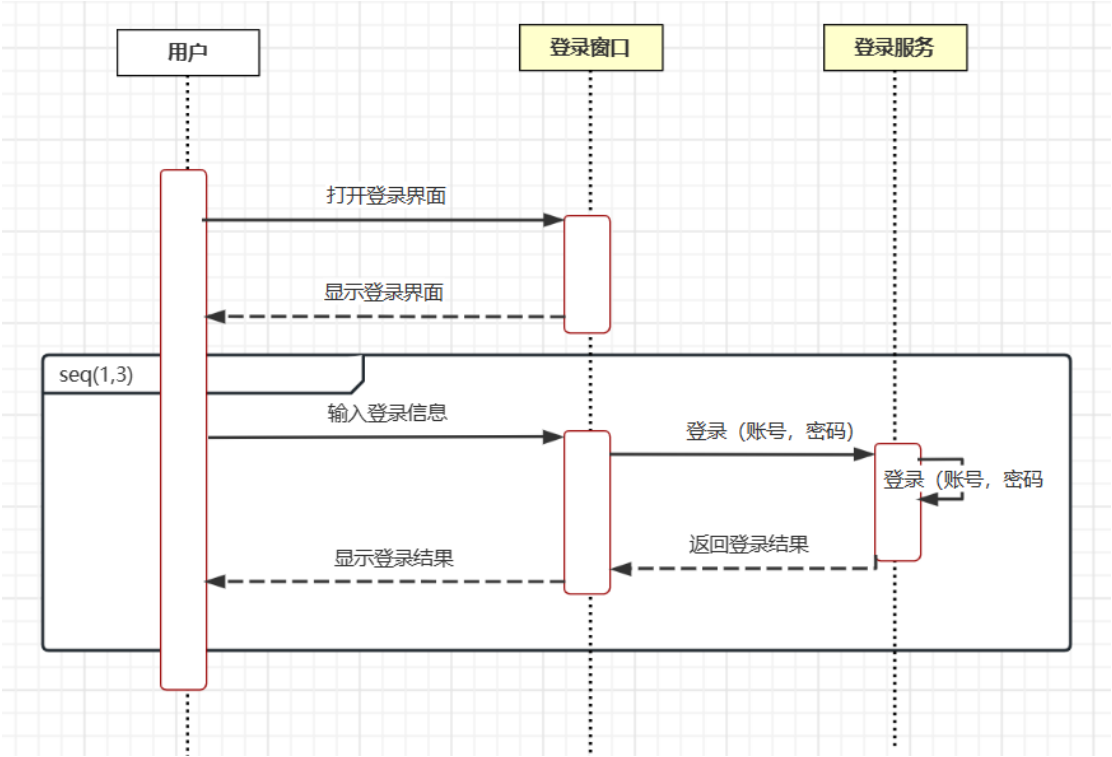 用户
登录窗口
登录服务
打开登录界面
显示登录界面
seq(1,3)
输入登录信息
登录（账号，密码）
登录（账号，密码
返回登录结果
显示登录结果